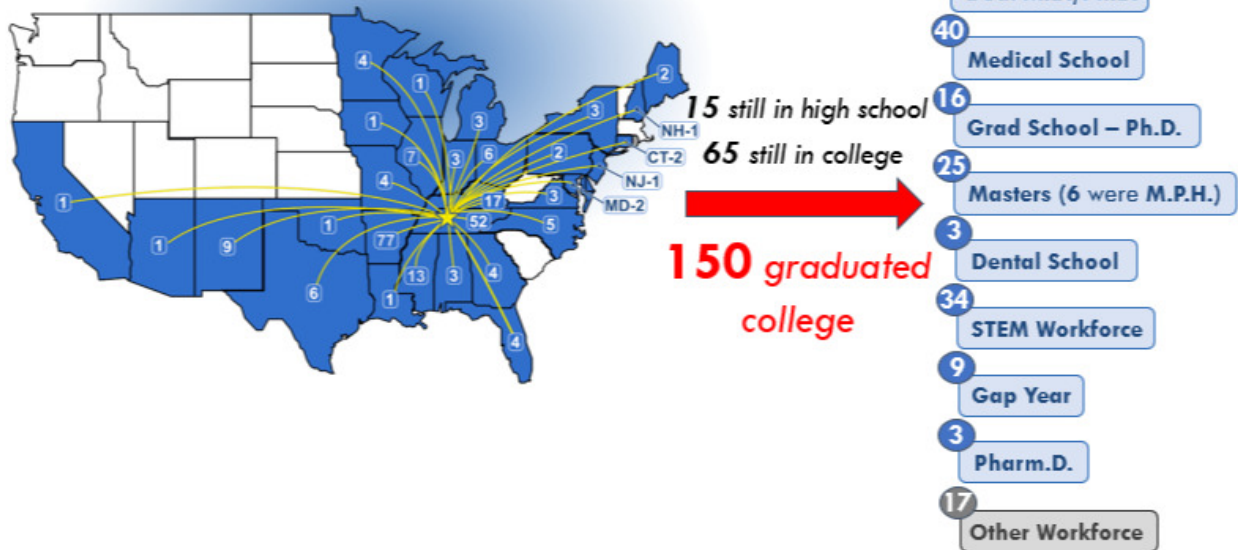 4
1
2
3
1
3
7
3
6
2
NH-1
CT-2
NJ-1
MD-2
4
17
3
1
52
5
1
9
1
77
6
13
3
4
1
4
15 still in high school
65 still in college
150 graduated
college
40
Medical School
16
Grad School – Ph.D.
25
Masters (6 were M.P.H.)
3
Dental School
34
STEM Workforce
9
Gap Year
3
Pharm.D.
17
Other Workforce